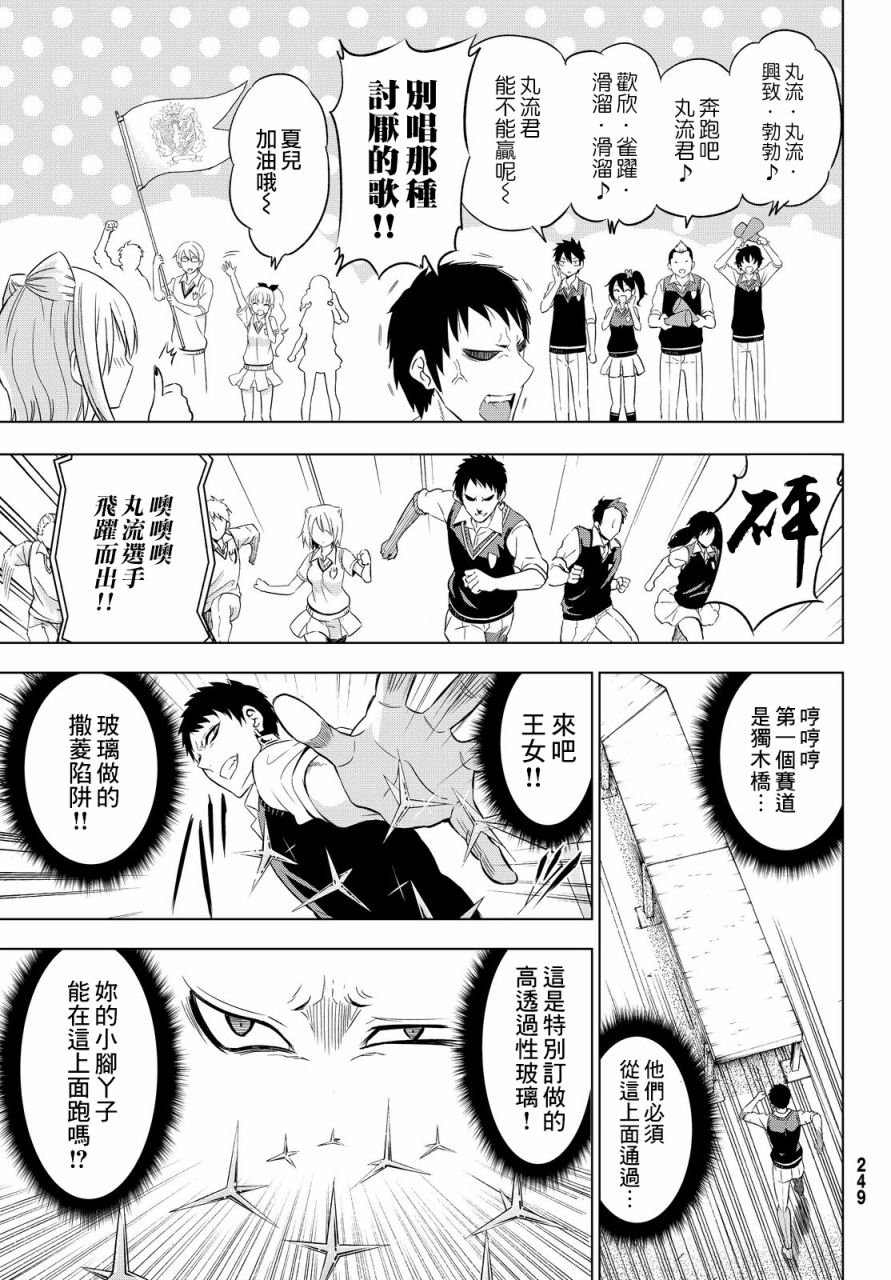 丸流·丸流·
興致·勃勃♪
奔跑吧
丸流君♪
歡欣·雀躍·
滑溜·滑溜♪
丸流君
能不能贏呢～
別唱那種
討厭的歌!!
夏兒
加油哦～
砰
噢噢噢
丸流選手
飛躍而出!!
哼哼哼
第一個賽道
是獨木橋…
他們必須
從這上面通過…
來吧
王女!!
玻璃做的
撒菱陷阱!!
這是特別訂做的
高透過性玻璃!
妳的小腳丫子
能在這上面跑嗎!?
249